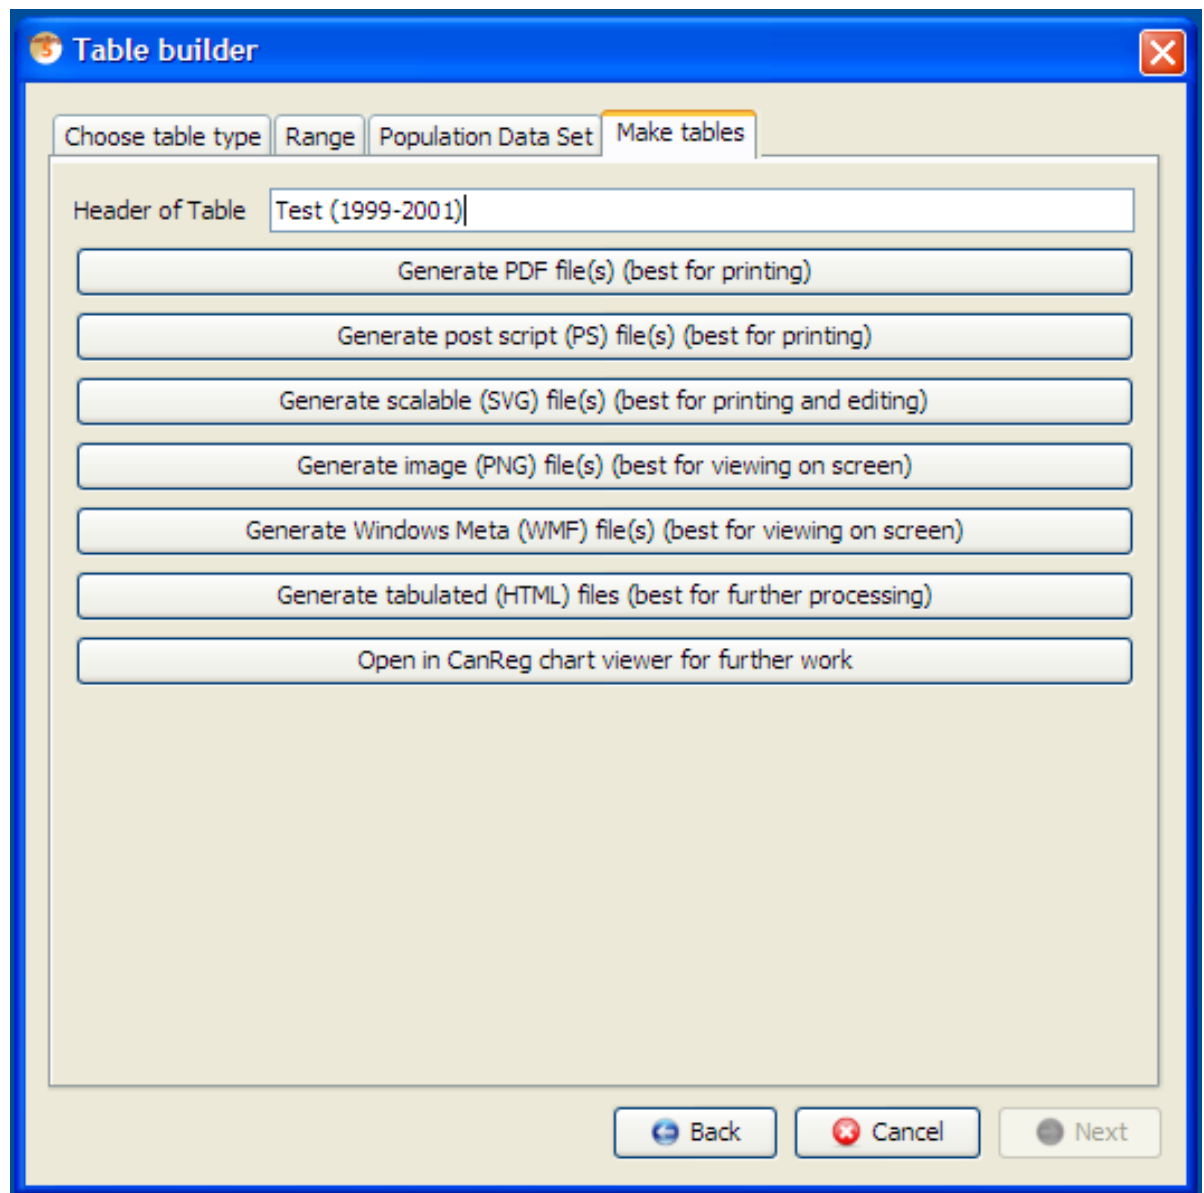 Table builder
Choose table type Range Population Data Set Make tables
Header of Table Test (1999-2001)
Generate PDF file(s) (best for printing)
Generate post script (PS) file(s) (best for printing)
Generate scalable (SVG) file(s) (best for printing and editing)
Generate image (PNG) file(s) (best for viewing on screen)
Generate Windows Meta (WMF) file(s) (best for viewing on screen)
Generate tabulated (HTML) files (best for further processing)
Open in CanReg chart viewer for further work
Back Cancel Next